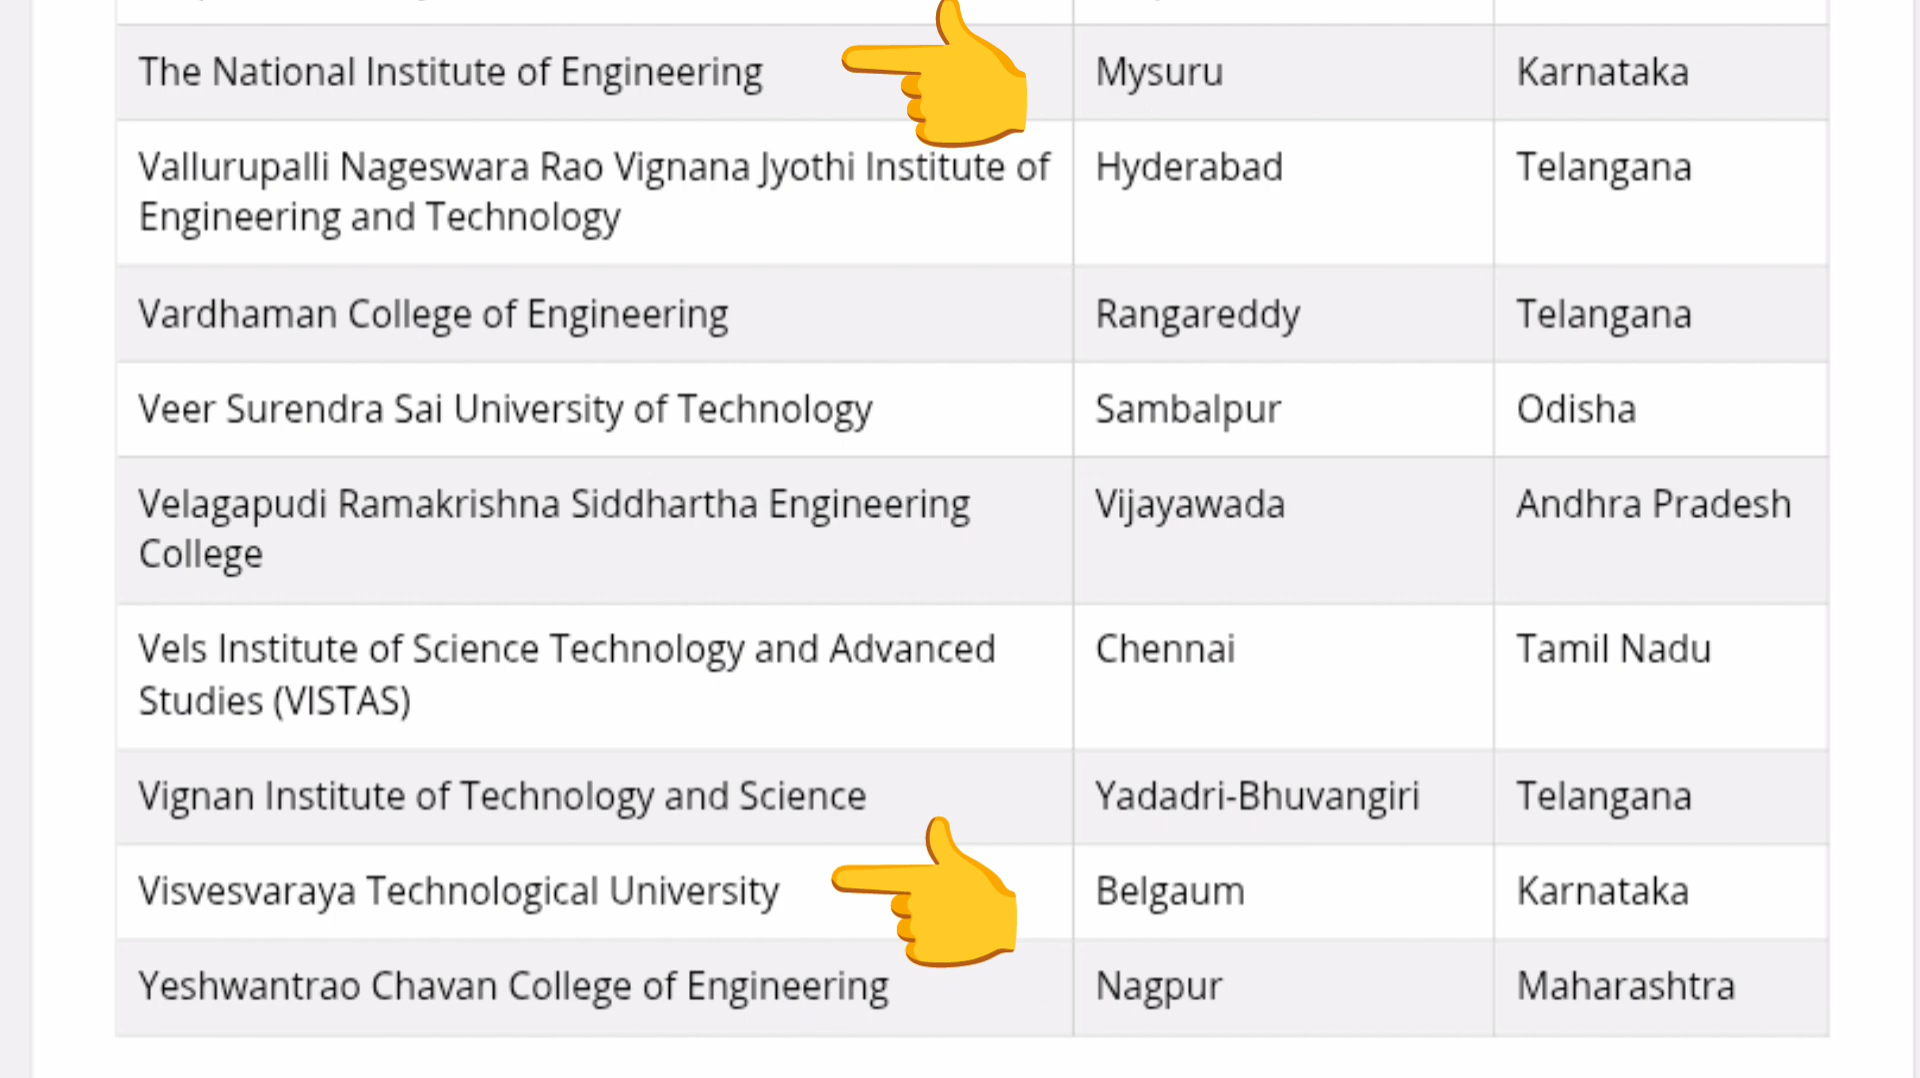 The National Institute of Engineering Mysuru Karnataka
Vallurupalli Nageswara Rao Vignana Jyothi Institute of Hyderabad Telangana
Engineering and Technology
Vardhaman College of Engineering Rangareddy Telangana
Veer Surendra Sai University of Technology Sambalpur Odisha
Velagapudi Ramakrishna Siddhartha Engineering Vijayawada Andhra Pradesh
College
Vels Institute of Science Technology and Advanced Chennai Tamil Nadu
Studies (VISTAS)
Vignan Institute of Technology and Science Yadadri-Bhuvangiri Telangana
Visvesvaraya Technological University Belgaum Karnataka
Yeshwantrao Chavan College of Engineering Nagpur Maharashtra